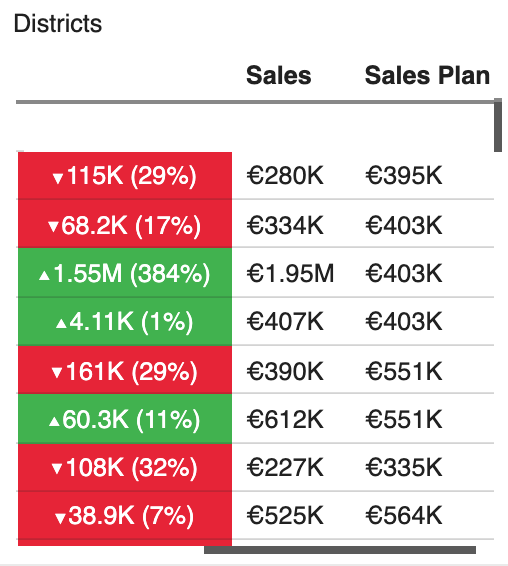 Districts
Sales Sales Plan
▼115K (29%) €280K €395K
▼68.2K (17%) €334K €403K
▲1.55M (384%) €1.95M €403K
▲4.11K (1%) €407K €403K
▼161K (29%) €390K €551K
▲60.3K (11%) €612K €551K
▼108K (32%) €227K €335K
▼38.9K (7%) €525K €564K